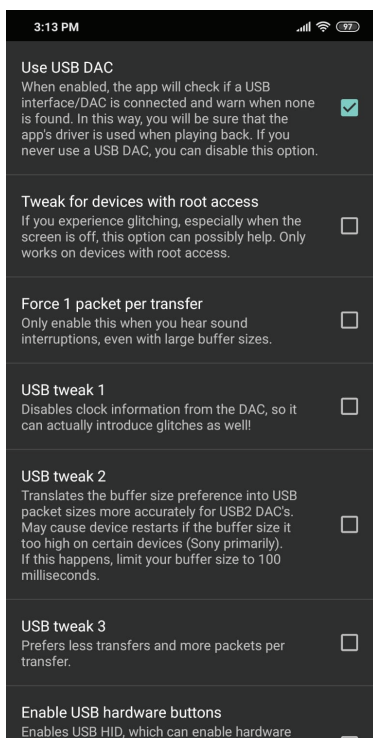 3:13 PM
97
Use USB DAC
When enabled, the app will check if a USB
interface/DAC is connected and warn when none
is found. In this way, you will be sure that the
app's driver is used when playing back. If you
never use a USB DAC, you can disable this option.
Tweak for devices with root access
If you experience glitching, especially when the
screen is off, this option can possibly help. Only
works on devices with root access.
Force 1 packet per transfer
Only enable this when you hear sound
interruptions, even with large buffer sizes.
USB tweak 1
Disables clock information from the DAC, so it
can actually introduce glitches as well!
USB tweak 2
Translates the buffer size preference into USB
packet sizes more accurately for USB2 DAC's.
May cause device restarts if the buffer size it
too high on certain devices (Sony primarily).
If this happens, limit your buffer size to 100
milliseconds.
USB tweak 3
Prefers less transfers and more packets per
transfer.
Enable USB hardware buttons
Enables USB HID, which can enable hardware